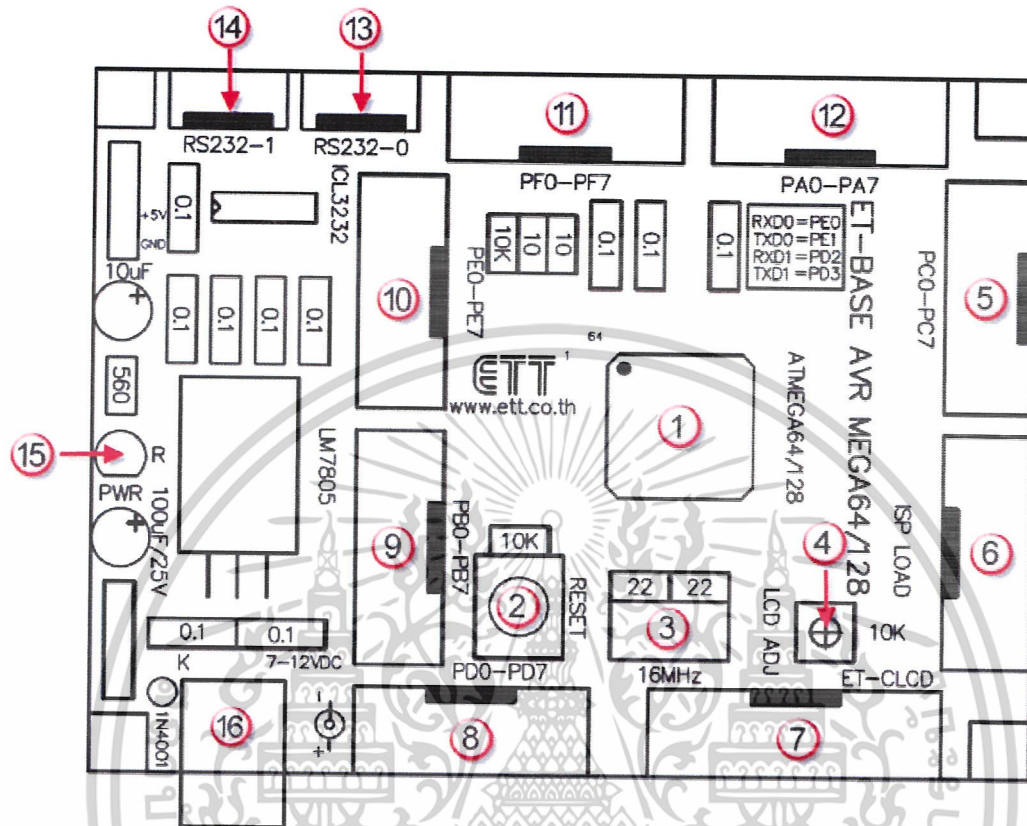 14
13
11
12
RS232-1
RS232-0
PF0-PF7
PA0-PA7
+5V
GND
0.1
ICL3232
10K
10
10
0.1
0.1
0.1
RXD0=PE0
TXD0=PE1
RXD1=PD2
TXD1=PD3
ET-BASE AVR MEGA64/128
PC0-PC7
5
10uF
+
0.1
0.1
0.1
0.1
10
PE0-PE7
560
64
1
ETT
www.ett.co.th
1
ATMEGA64/128
15
R
PWR
+
100uF/25V
LM7805
9
PB0-PB7
10K
2
RESET
22
22
3
16MHz
4
LCD ADJ
10K
ISP LOAD
6
0.1
0.1
K
7-12VDC
PD0-PD7
ET-CLCD
1N4001
16
-
+
8
7